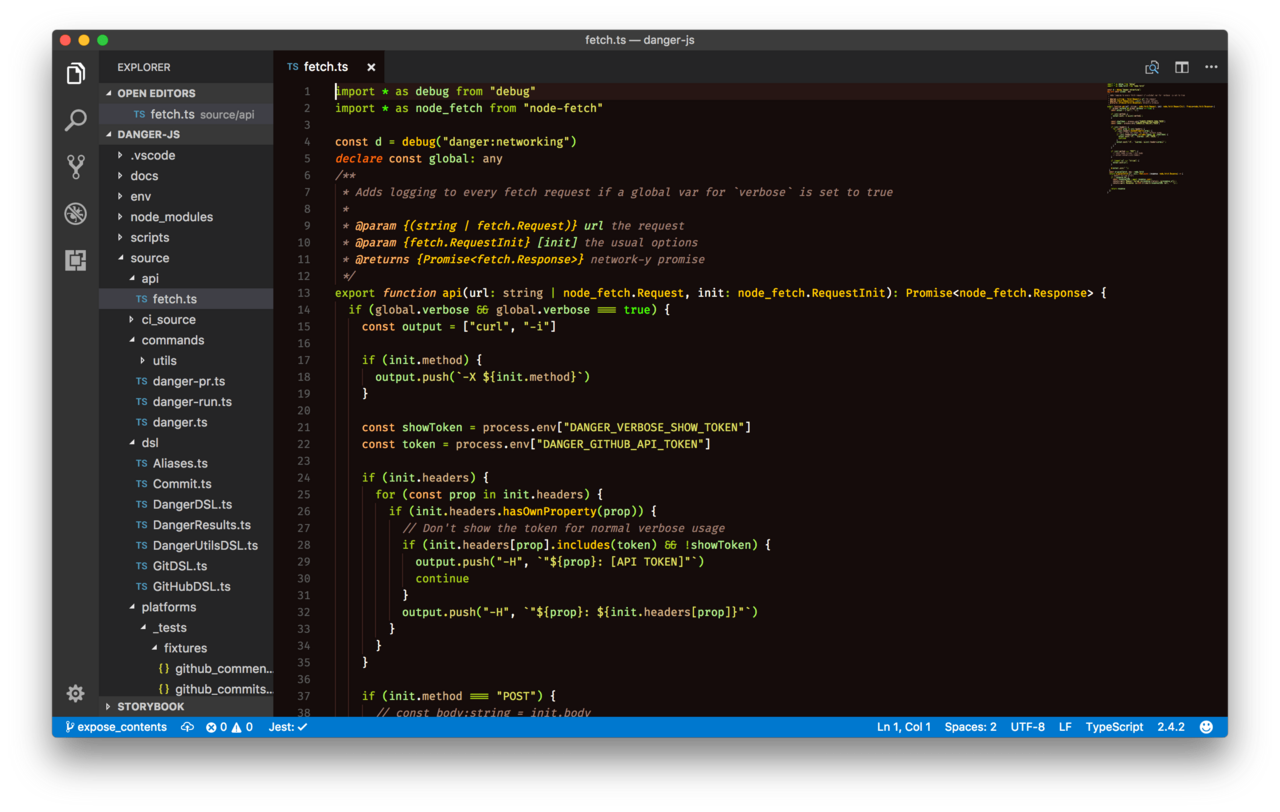 fetch.ts — danger-js
EXPLORER
OPEN EDITORS
TS fetch.ts source/api
DANGER-JS
.vscode
docs
env
node_modules
scripts
source
api
TS fetch.ts
ci_source
commands
utils
TS danger-pr.ts
TS danger-run.ts
TS danger.ts
dsl
TS Aliases.ts
TS Commit.ts
TS DangerDSL.ts
TS DangerResults.ts
TS DangerUtilsDSL.ts
TS GitDSL.ts
TS GitHubDSL.ts
platforms
_tests
fixtures
{} github_commen...
{} github_commits...
STORYBOOK
TS fetch.ts ×
1 import * as debug from "debug"
2 import * as node_fetch from "node-fetch"
3
4 const d = debug("danger:networking")
5 declare const global: any
6 /**
7 * Adds logging to every fetch request if a global var for `verbose` is set to true
8 *
9 * @param {(string | fetch.Request)} url the request
10 * @param {fetch.RequestInit} [init] the usual options
11 * @returns {Promise<fetch.Response>} network-y promise
12 */
13 export function api(url: string | node_fetch.Request, init: node_fetch.RequestInit): Promise<node_fetch.Response> {
14 if (global.verbose && global.verbose === true) {
15 const output = ["curl", "-i"]
16
17 if (init.method) {
18 output.push(`-X ${init.method}`)
19 }
20
21 const showToken = process.env["DANGER_VERBOSE_SHOW_TOKEN"]
22 const token = process.env["DANGER_GITHUB_API_TOKEN"]
23
24 if (init.headers) {
25 for (const prop in init.headers) {
26 if (init.headers.hasOwnProperty(prop)) {
27 // Don't show the token for normal verbose usage
28 if (init.headers[prop].includes(token) && !showToken) {
29 output.push("-H", `"${prop}: [API TOKEN]"`)
30 continue
31 }
32 output.push("-H", `"${prop}: ${init.headers[prop]}"`)
33 }
34 }
35 }
36
37 if (init.method === "POST") {
38 // const body:string = init.body
expose_contents 0 0 Jest: ✓ Ln 1, Col 1 Spaces: 2 UTF-8 LF TypeScript 2.4.2